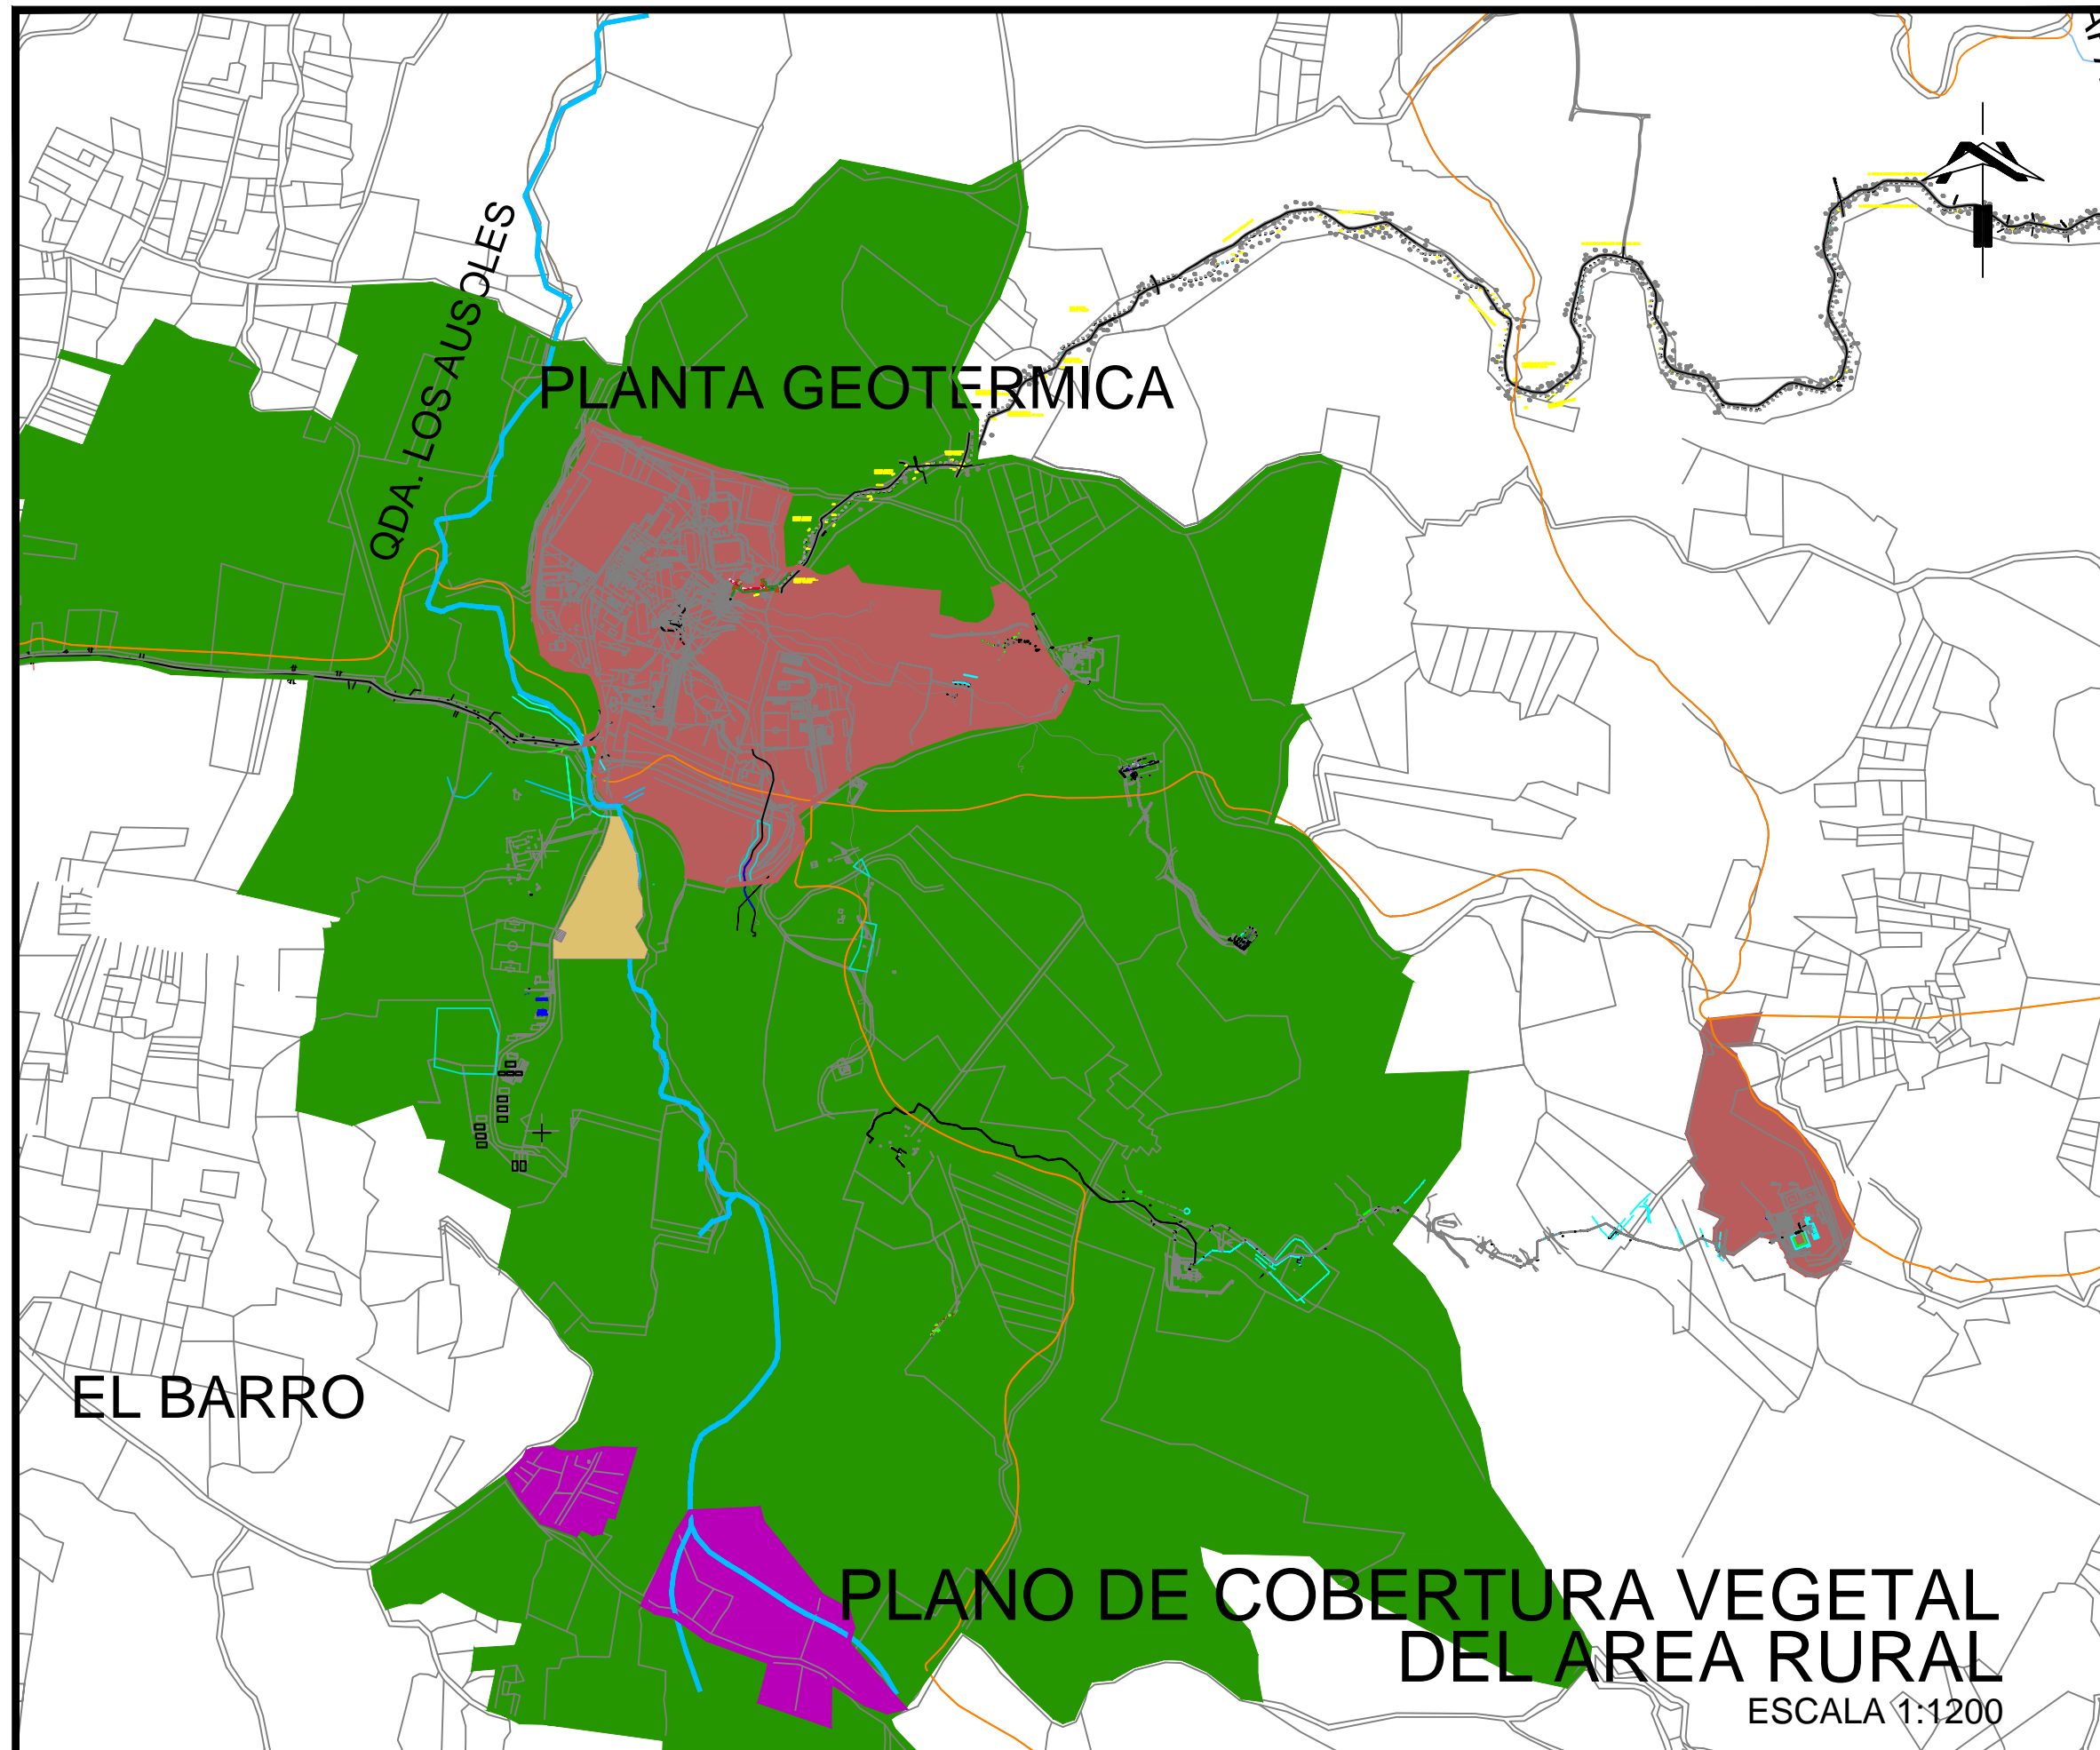 QDA. LOS AUSOLES
PLANTA GEOTERMICA
EL BARRO
PLANO DE COBERTURA VEGETAL
DEL AREA RURAL
ESCALA 1:1200